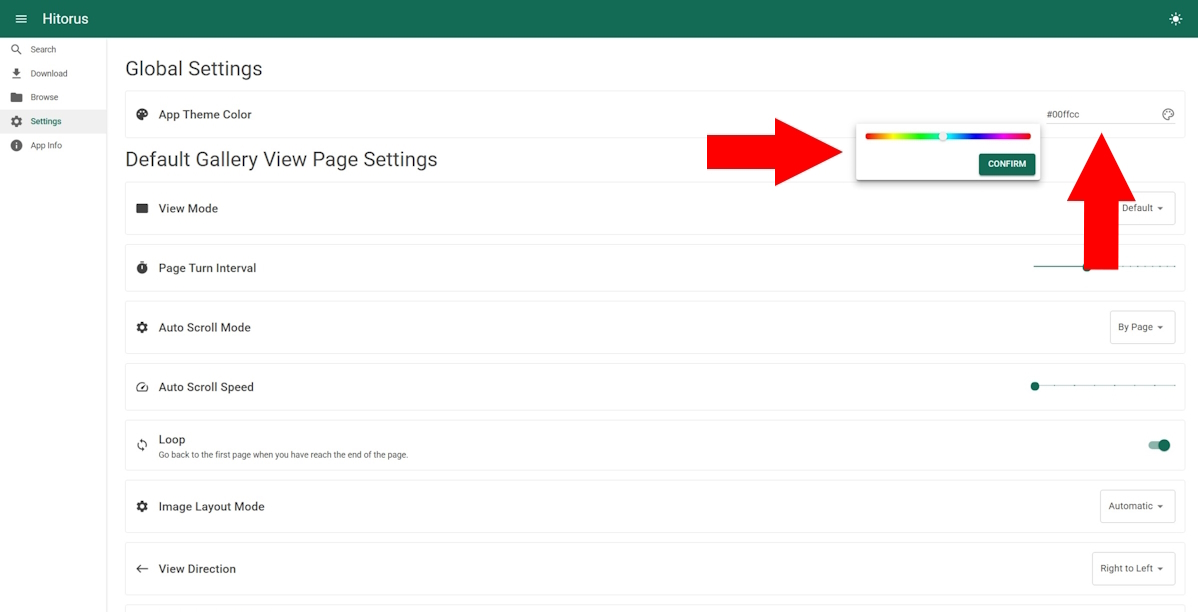 Hitorus
Search
Download
Browse
Settings
App Info
Global Settings
App Theme Color
#00ffcc
CONFIRM
Default Gallery View Page Settings
View Mode
Default
Page Turn Interval
Auto Scroll Mode
By Page
Auto Scroll Speed
Loop
Go back to the first page when you have reach the end of the page.
Image Layout Mode
Automatic
View Direction
Right to Left